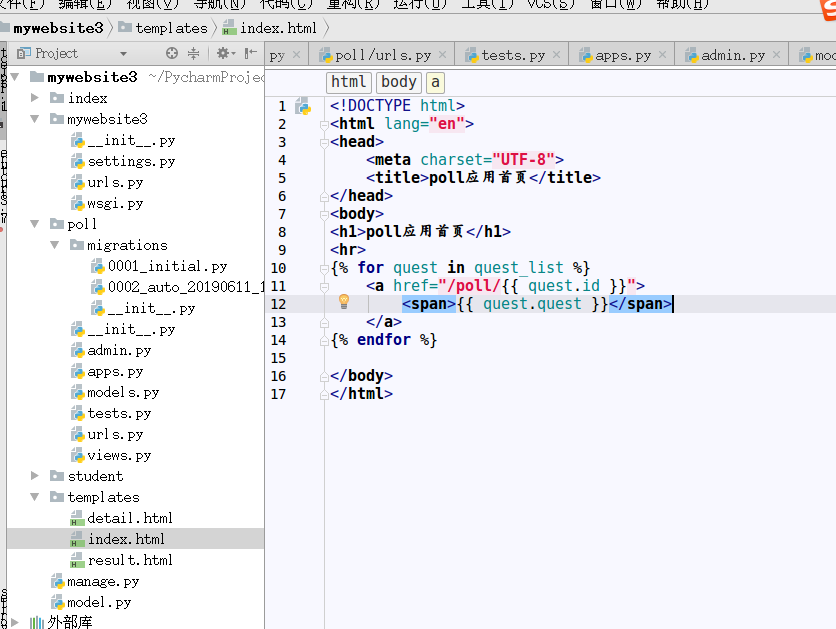 文件(F) 编辑(E) 视图(V) 导航(N) 代码(C) 重构(R) 运行(U) 工具(T) VCS(S) 窗口(W) 帮助(H)
mywebsite3 templates index.html
Project
py poll/urls.py tests.py apps.py admin.py mod
mywebsite3 ~/PycharmProjec
index
mywebsite3
__init__.py
settings.py
urls.py
wsgi.py
poll
migrations
0001_initial.py
0002_auto_20190611_1
__init__.py
__init__.py
admin.py
apps.py
models.py
tests.py
urls.py
views.py
student
templates
detail.html
index.html
result.html
manage.py
model.py
外部库
html body a
1 <!DOCTYPE html>
2 <html lang="en">
3 <head>
4 <meta charset="UTF-8">
5 <title>poll应用首页</title>
6 </head>
7 <body>
8 <h1>poll应用首页</h1>
9 <hr>
10 {% for quest in quest_list %}
11 <a href="/poll/{{ quest.id }}">
12 <span>{{ quest.quest }}</span>
13 </a>
14 {% endfor %}
15
16 </body>
17 </html>